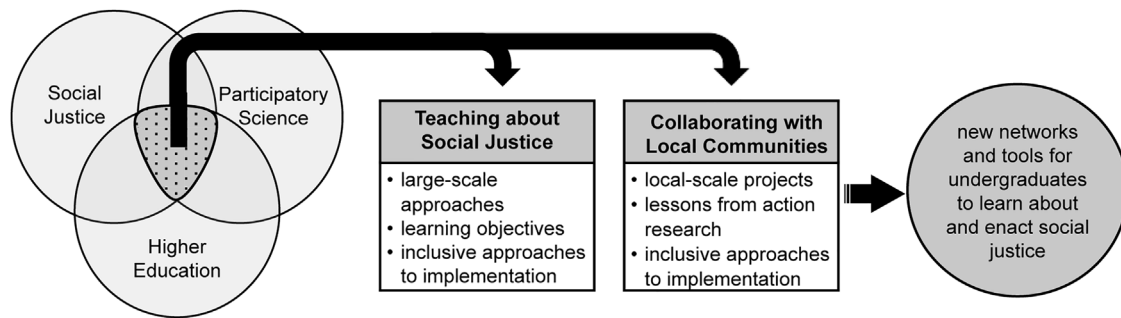 Social
Justice
Participatory
Science
Higher
Education
Teaching about
Social Justice
• large-scale
approaches
• learning objectives
• inclusive approaches
to implementation
Collaborating with
Local Communities
• local-scale projects
• lessons from action
research
• inclusive approaches
to implementation
new networks
and tools for
undergraduates
to learn about
and enact social
justice